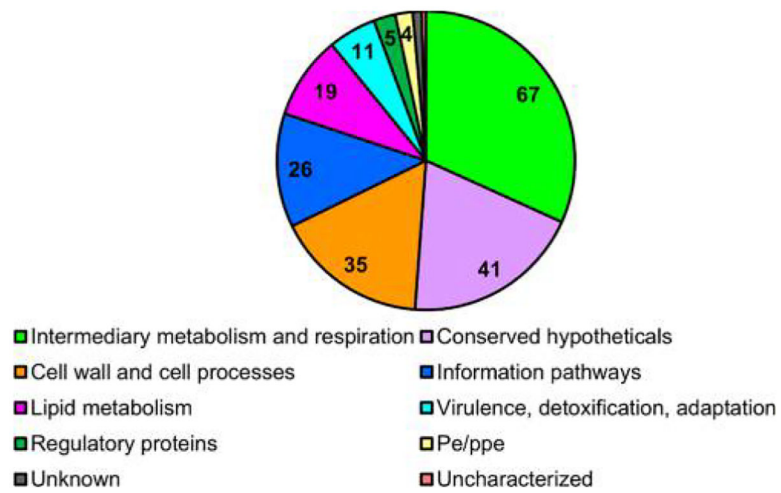 5
4
11
67
19
26
35
41
Intermediary metabolism and respiration
Conserved hypotheticals
Cell wall and cell processes
Information pathways
Lipid metabolism
Virulence, detoxification, adaptation
Regulatory proteins
Pe/ppe
Unknown
Uncharacterized